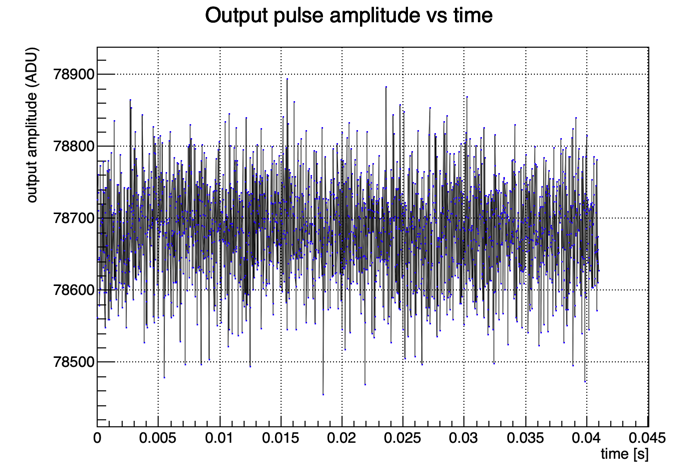 Output pulse amplitude vs time
output amplitude (ADU)
78900
78800
78700
78600
78500
0 0.005 0.01 0.015 0.02 0.025 0.03 0.035 0.04 0.045
time [s]